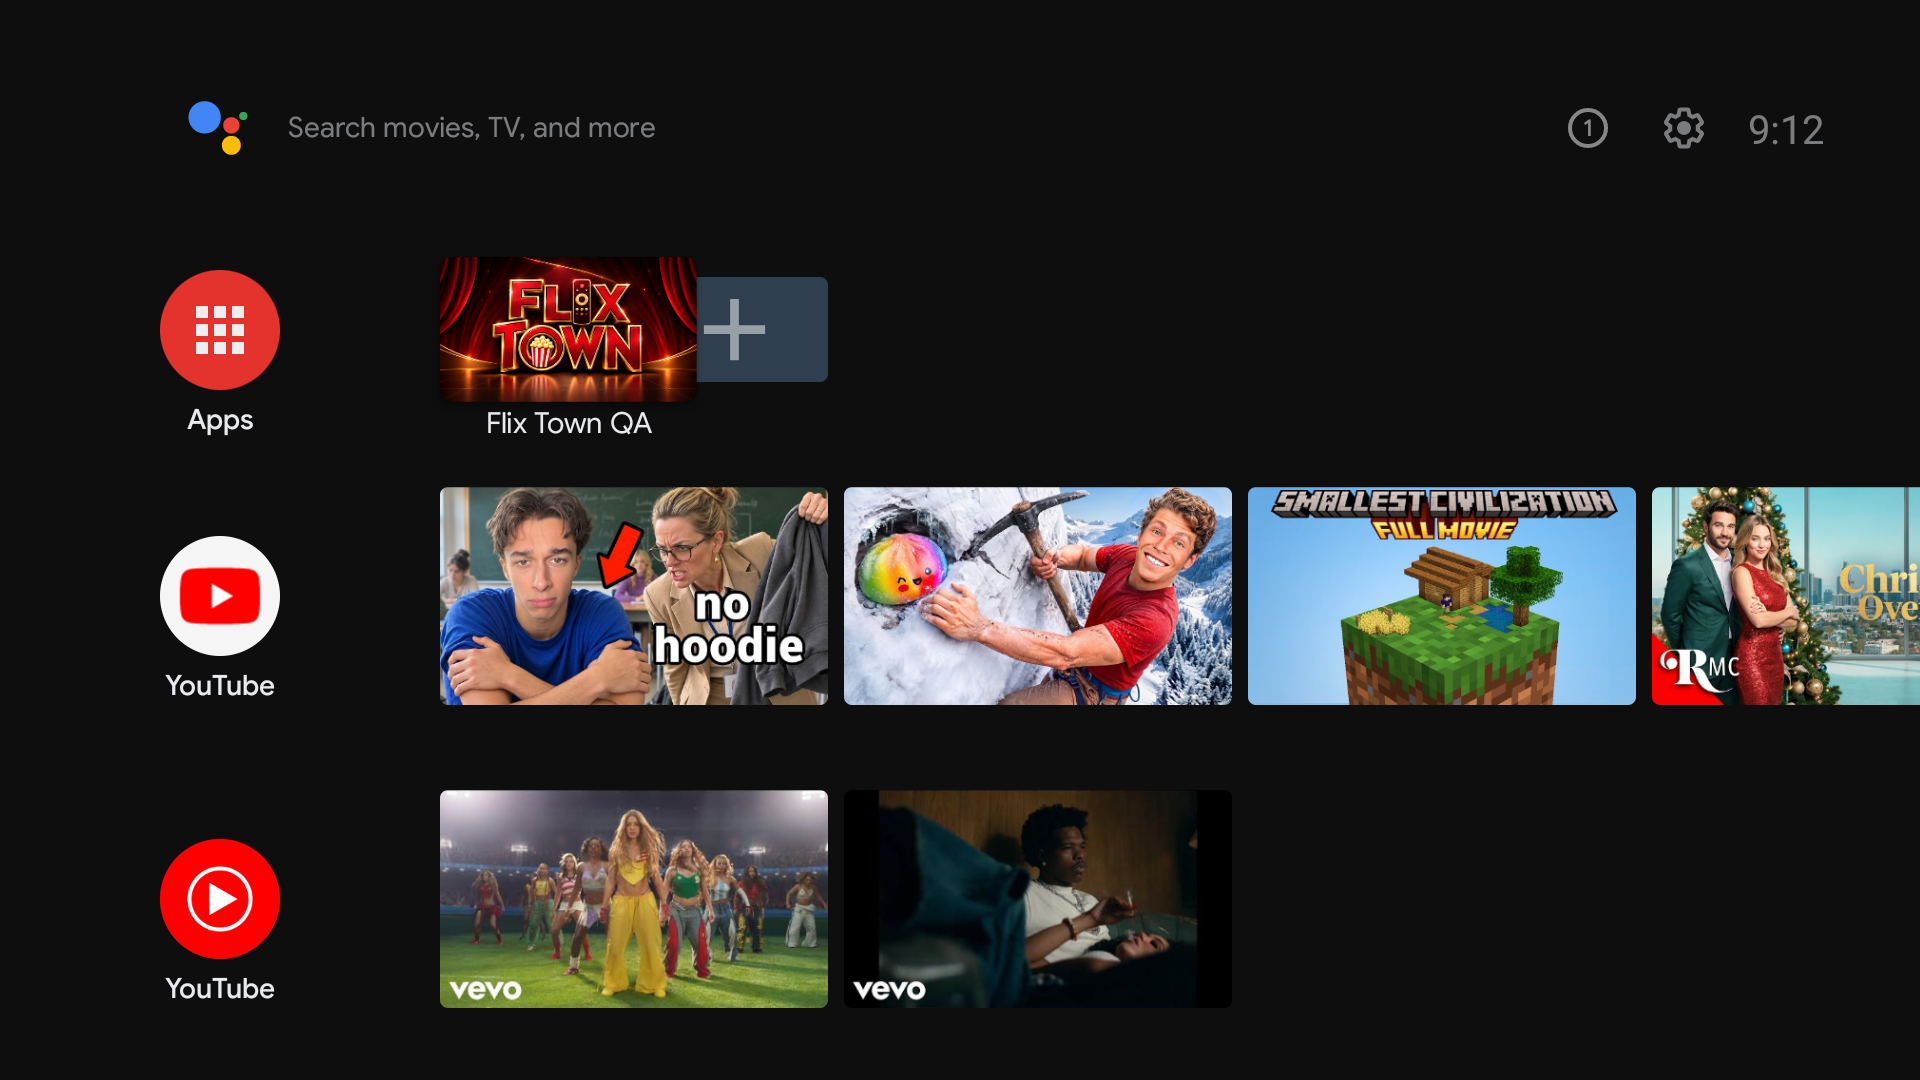 Search movies, TV, and more
1
9:12
FLIX
TOWN
Apps
Flix Town QA
no
hoodie
SMALLEST CIVILIZATION
FULL MOVIE
Chri
Ove
RMC
YouTube
vevo
vevo
YouTube